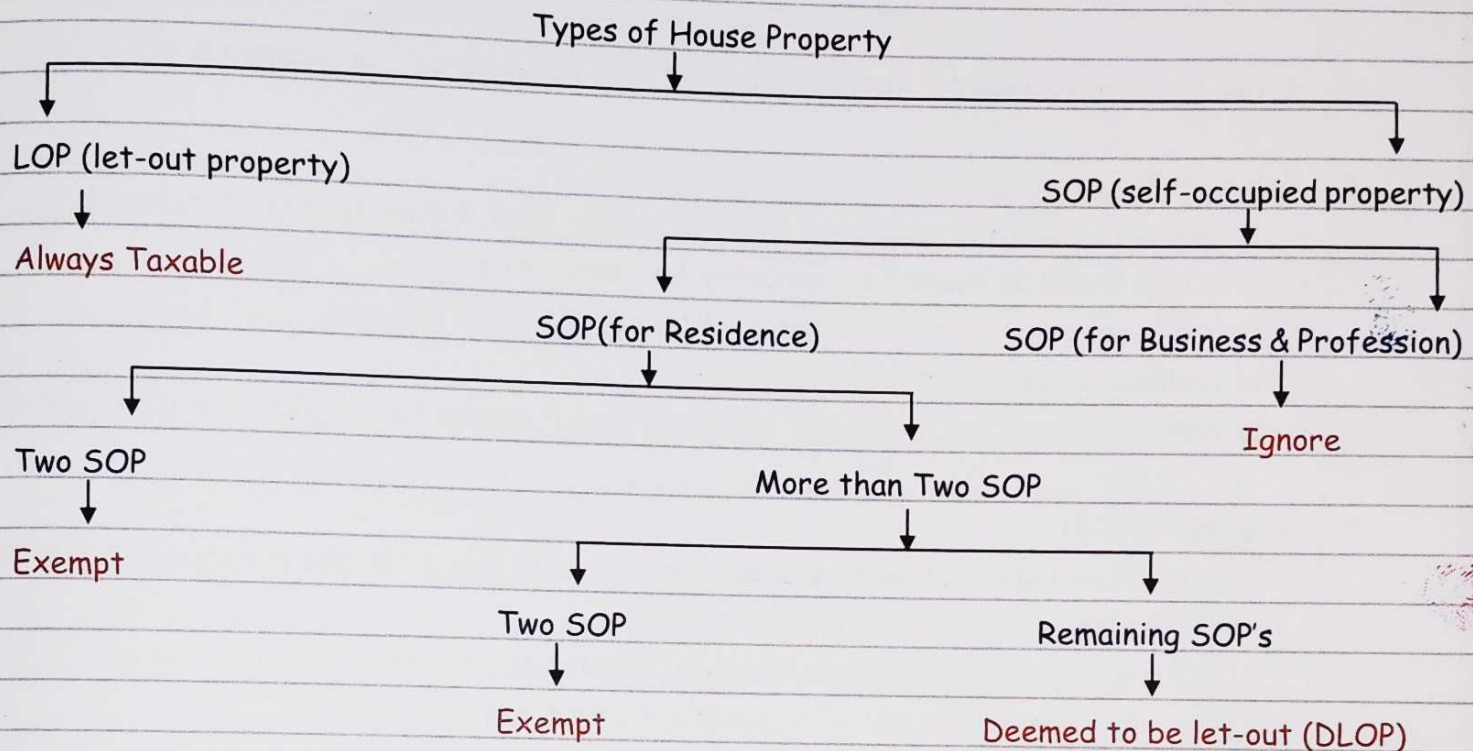 Types of House Property
LOP (let-out property)
SOP (self-occupied property)
Always Taxable
SOP(for Residence)
SOP (for Business & Profession)
Ignore
Two SOP
More than Two SOP
Exempt
Two SOP
Remaining SOP's
Exempt
Deemed to be let-out (DLOP)